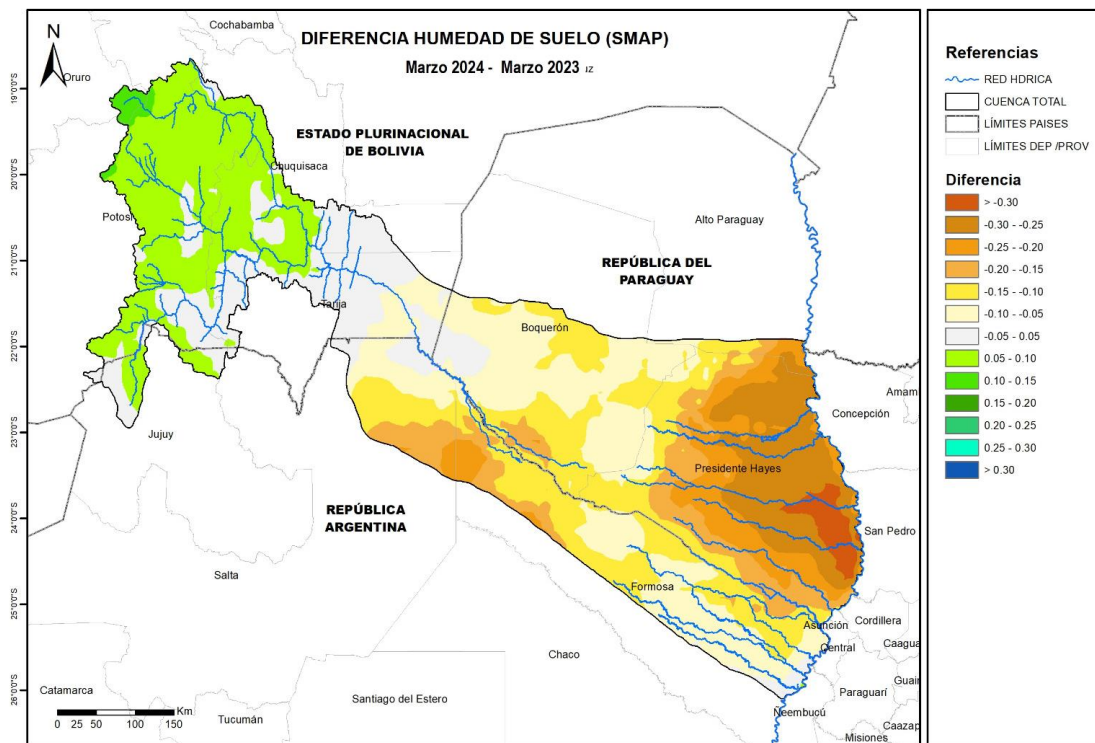 DIFERENCIA HUMEDAD DE SUELO (SMAP)
Marzo 2024 - Marzo 2023 IZ
N
Cochabamba
Oruro
ESTADO PLURINACIONAL
DE BOLIVIA
Chuquisaca
Potosí
Tarija
Alto Paraguay
REPÚBLICA DEL
PARAGUAY
Boquerón
Amam
Concepción
Jujuy
Presidente Hayes
REPÚBLICA
ARGENTINA
San Pedro
Salta
Formosa
Asunción
Cordillera
Central
Caagua
Chaco
Guair
Paraguarí
Catamarca
Santiago del Estero
Ñeembucú
Caazap
Tucumán
Misiones
19°0'0"S
20°0'0"S
21°0'0"S
22°0'0"S
23°0'0"S
24°0'0"S
25°0'0"S
26°0'0"S
Km
0 25 50 100 150
Referencias
RED HDRICA
CUENCA TOTAL
LÍMITES PAISES
LÍMITES DEP /PROV
Diferencia
> -0.30
-0.30 - -0.25
-0.25 - -0.20
-0.20 - -0.15
-0.15 - -0.10
-0.10 - -0.05
-0.05 - 0.05
0.05 - 0.10
0.10 - 0.15
0.15 - 0.20
0.20 - 0.25
0.25 - 0.30
> 0.30